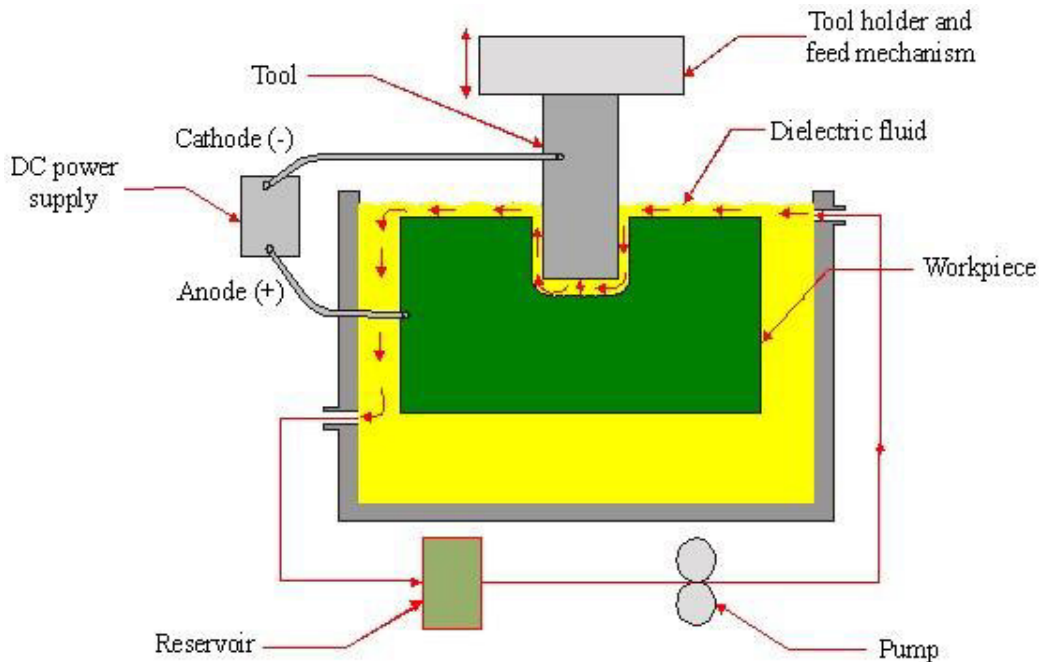 Tool holder and
feed mechanism
Tool
Cathode (-)
Dielectric fluid
DC power
supply
Workpiece
Anode (+)
Reservoir
Pump